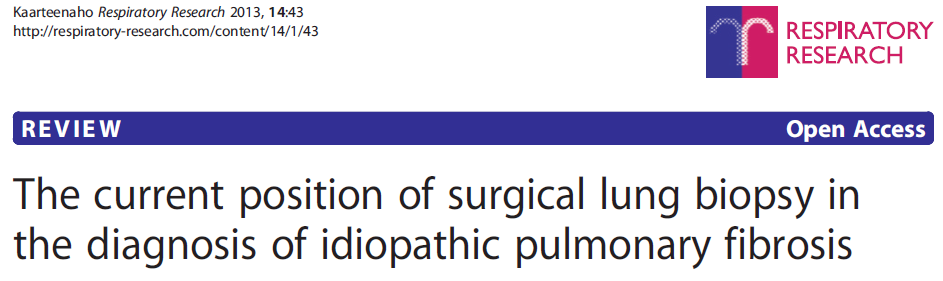 Kaarteenaho Respiratory Research 2013, 14:43
http://respiratory-research.com/content/14/1/43
RESPIRATORY
RESEARCH
REVIEW
Open Access
The current position of surgical lung biopsy in
the diagnosis of idiopathic pulmonary fibrosis